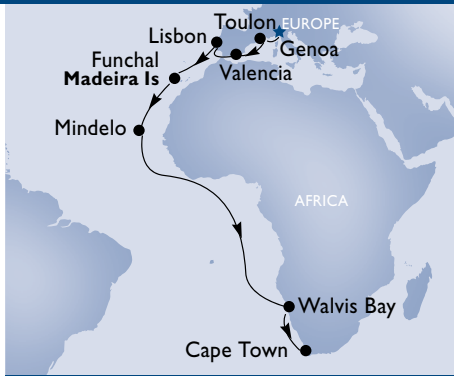 Toulon
EUROPE
Lisbon
Genoa
Valencia
Funchal
Madeira Is
Mindelo
AFRICA
Walvis Bay
Cape Town